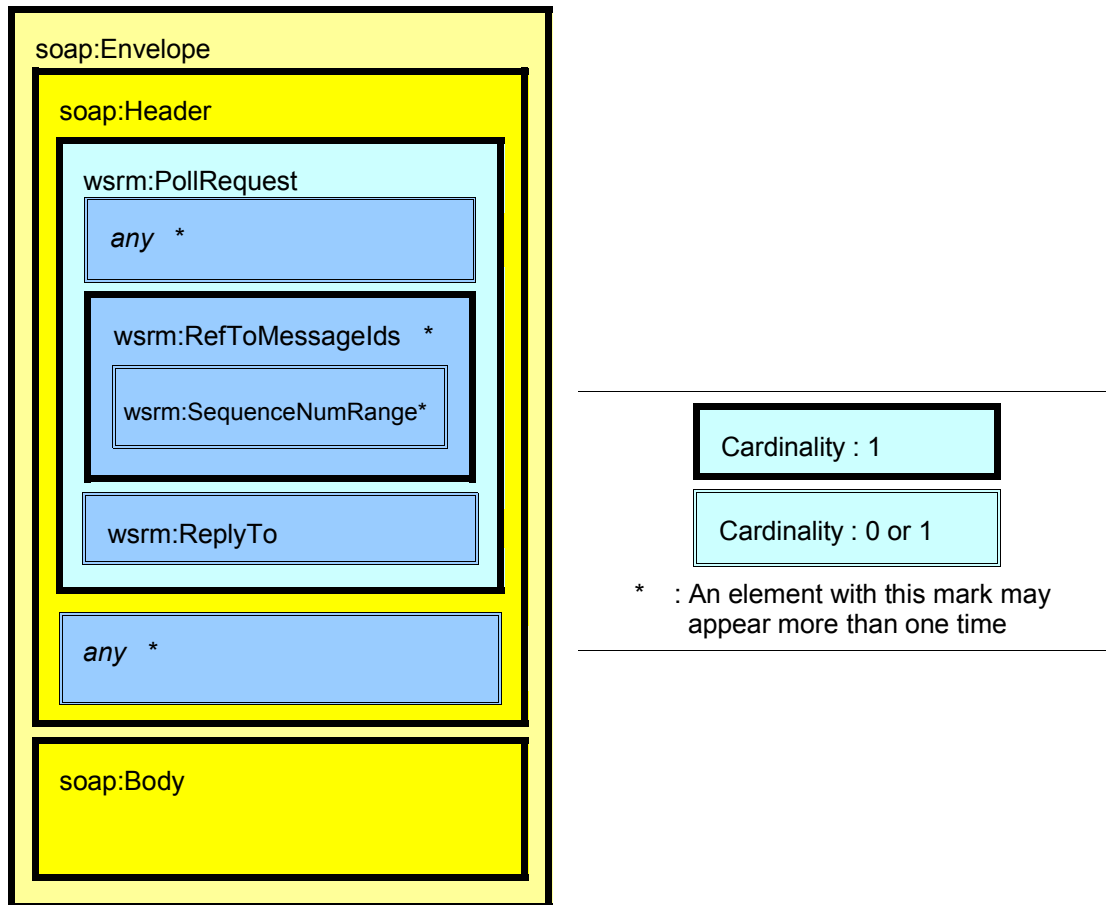 soap:Envelope
soap:Header
wsrm:PollRequest
any *
wsrm:RefToMessageIds *
wsrm:SequenceNumRange*
wsrm:ReplyTo
any *
soap:Body
Cardinality : 1
Cardinality : 0 or 1
* : An element with this mark may
appear more than one time